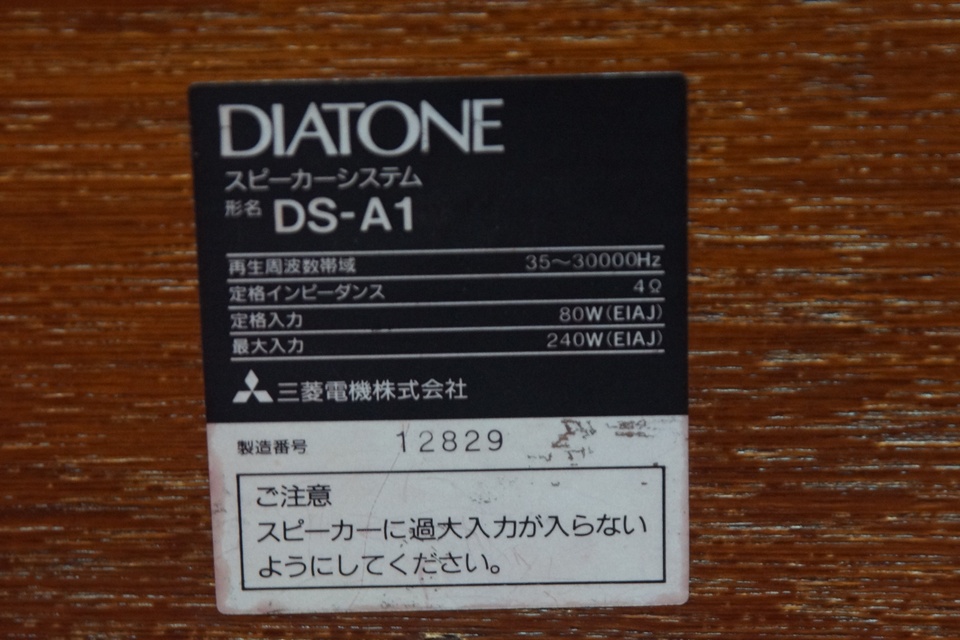 DIATONE
スピーカーシステム
形名 DS-A1
再生周波数帯域 35〜30000Hz
定格インピーダンス 4Ω
定格入力 80W(EIAJ)
最大入力 240W(EIAJ)
三菱電機株式会社
製造番号 12829
ご注意
スピーカーに過大入力が入らない
ようにしてください。